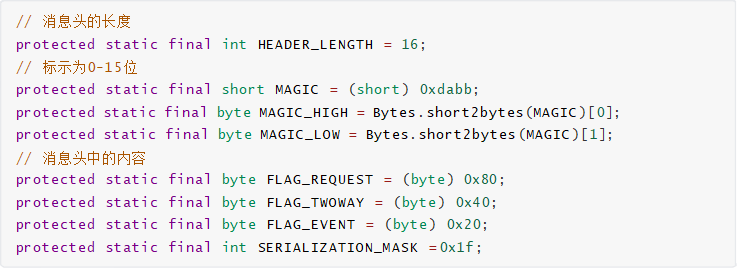 // 消息头的长度
protected static final int HEADER_LENGTH = 16;
// 标示为0-15位
protected static final short MAGIC = (short) 0xdabb;
protected static final byte MAGIC_HIGH = Bytes.short2bytes(MAGIC)[0];
protected static final byte MAGIC_LOW = Bytes.short2bytes(MAGIC)[1];
// 消息头中的内容
protected static final byte FLAG_REQUEST = (byte) 0x80;
protected static final byte FLAG_TWOWAY = (byte) 0x40;
protected static final byte FLAG_EVENT = (byte) 0x20;
protected static final int SERIALIZATION_MASK =0x1f;